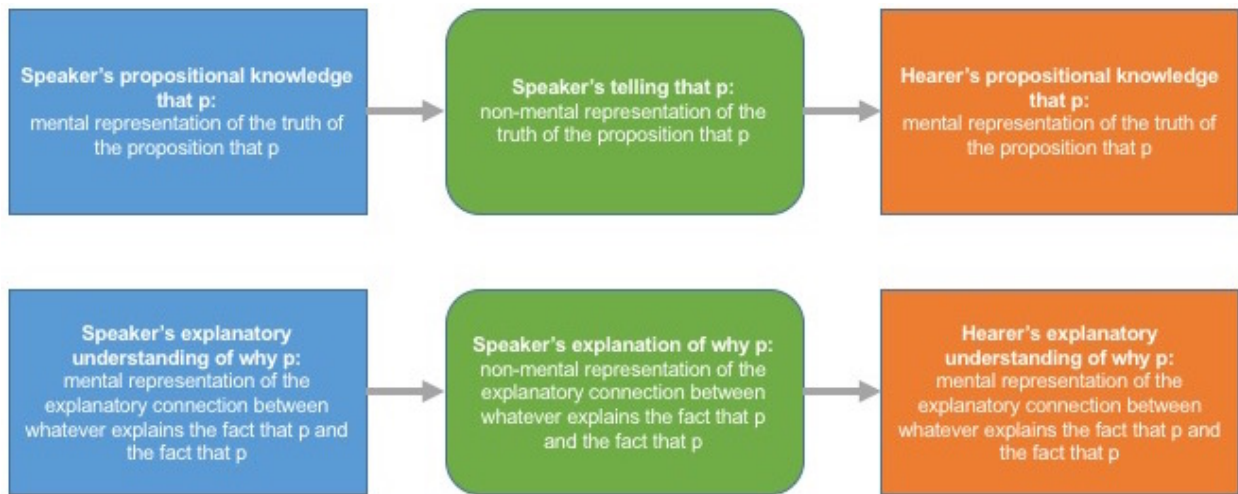 Speaker's propositional knowledge
that p:
mental representation of the truth of
the proposition that p
Speaker's telling that p:
non-mental representation of the
truth of the proposition that p
Hearer's propositional knowledge
that p:
mental representation of the truth of
the proposition that p
Speaker's explanatory
understanding of why p:
mental representation of the
explanatory connection between
whatever explains the fact that p and
the fact that p
Speaker's explanation of why p:
non-mental representation of the
explanatory connection between
whatever explains the fact that p
and the fact that p
Hearer's explanatory
understanding of why p:
mental representation of the
explanatory connection between
whatever explains the fact that p and
the fact that p